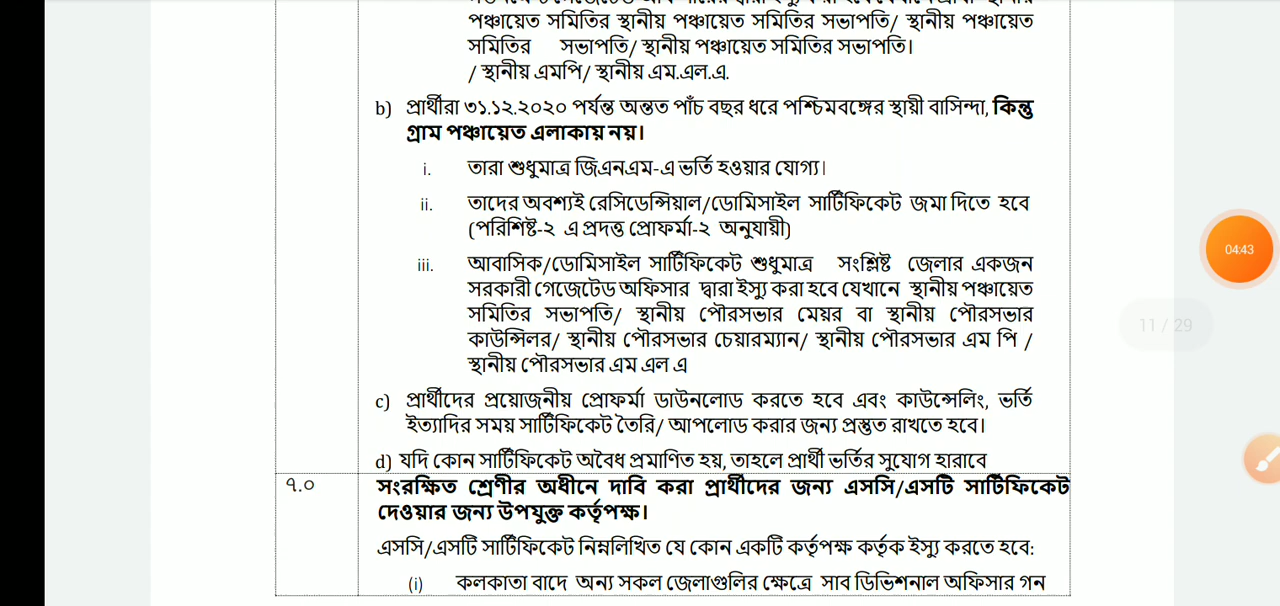 পঞ্চায়েত সমিতির স্থানীয় পঞ্চায়েত সমিতির সভাপতি/ স্থানীয় পঞ্চায়েত
সমিতির সভাপতি/ স্থানীয় পঞ্চায়েত সমিতির সভাপতি।
/ স্থানীয় এমপি/ স্থানীয় এম.এল.এ.
b) প্রার্থীরা ৩১.১২.২০২০ পর্যন্ত অন্তত পাঁচ বছর ধরে পশ্চিমবঙ্গের স্থায়ী বাসিন্দা, কিন্তু
গ্রাম পঞ্চায়েত এলাকায় নয়।
i. তারা শুধুমাত্র জিএনএম-এ ভর্তি হওয়ার যোগ্য।
ii. তাদের অবশ্যই রেসিডেন্সিয়াল/ডোমিসাইল সার্টিফিকেট জমা দিতে হবে
(পরিশিষ্ট-২ এ প্রদত্ত প্রোফর্মা-২ অনুযায়ী)
iii. আবাসিক/ডোমিসাইল সার্টিফিকেট শুধুমাত্র সংশ্লিষ্ট জেলার একজন
সরকারী গেজেটেড অফিসার দ্বারা ইস্যু করা হবে যেখানে স্থানীয় পঞ্চায়েত
সমিতির সভাপতি/ স্থানীয় পৌরসভার মেয়র বা স্থানীয় পৌরসভার
কাউন্সিলর/ স্থানীয় পৌরসভার চেয়ারম্যান/ স্থানীয় পৌরসভার এম পি /
স্থানীয় পৌরসভার এম এল এ
c) প্রার্থীদের প্রয়োজনীয় প্রোফর্মা ডাউনলোড করতে হবে এবং কাউন্সেলিং, ভর্তি
ইত্যাদির সময় সার্টিফিকেট তৈরি/ আপলোড করার জন্য প্রস্তুত রাখতে হবে।
d) যদি কোন সার্টিফিকেট অবৈধ প্রমাণিত হয়, তাহলে প্রার্থী ভর্তির সুযোগ হারাবে
৭.০ সংরক্ষিত শ্রেণীর অধীনে দাবি করা প্রার্থীদের জন্য এসসি/এসটি সার্টিফিকেট
দেওয়ার জন্য উপযুক্ত কর্তৃপক্ষ।
এসসি/এসটি সার্টিফিকেট নিম্নলিখিত যে কোন একটি কর্তৃপক্ষ কর্তৃক ইস্যু করতে হবে:
(i) কলকাতা বাদে অন্য সকল জেলাগুলির ক্ষেত্রে সাব ডিভিশনাল অফিসার গন
04:43
11 / 29